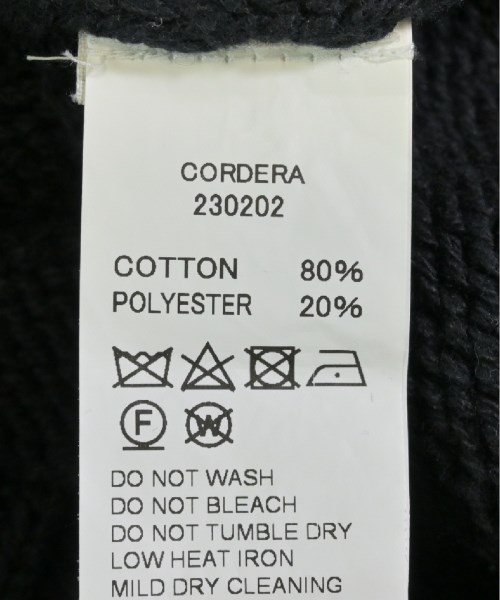 CORDERA
230202
COTTON 80%
POLYESTER 20%
F W
DO NOT WASH
DO NOT BLEACH
DO NOT TUMBLE DRY
LOW HEAT IRON
MILD DRY CLEANING